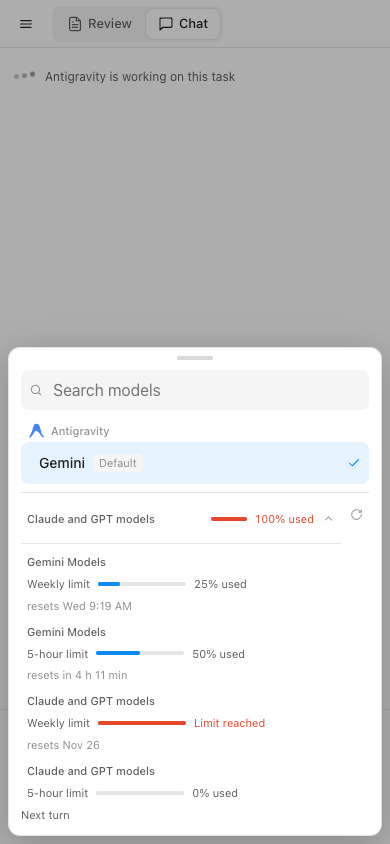 Review
Chat
Antigravity is working on this task
Search models
Antigravity
Gemini Default
Claude and GPT models 100% used
Gemini Models
Weekly limit 25% used
resets Wed 9:19 AM
Gemini Models
5-hour limit 50% used
resets in 4 h 11 min
Claude and GPT models
Weekly limit Limit reached
resets Nov 26
Claude and GPT models
5-hour limit 0% used
Next turn